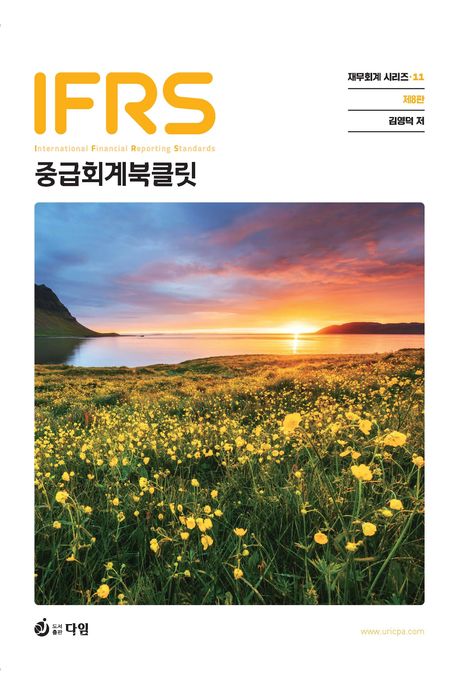 IFRS
International Financial Reporting Standards
중급회계북클릿
재무회계 시리즈·11
제8판
김영덕 저
도서
출판 다임
www.uricpa.com